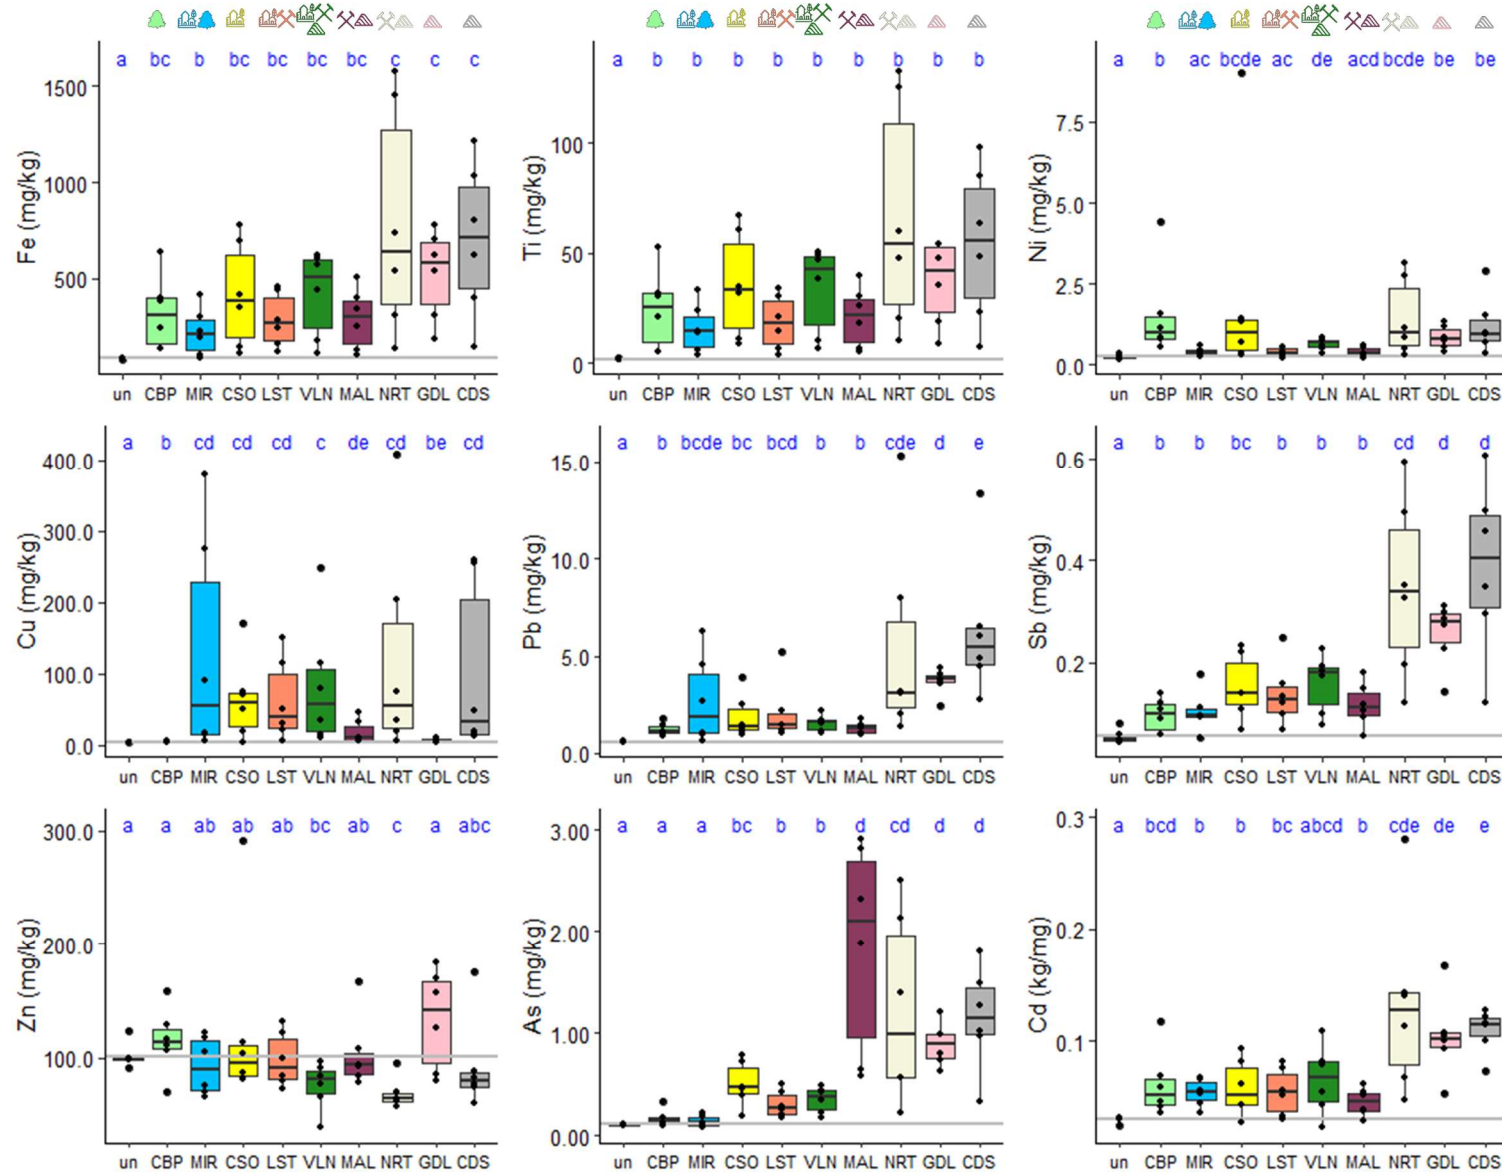 a bc b bc bc bc bc c c c
Fe (mg/kg)
1500
1000
500
un CBP MIR CSO LST VLN MAL NRT GDL CDS
a b b b b b b b b b
Ti (mg/kg)
100
50
0
un CBP MIR CSO LST VLN MAL NRT GDL CDS
a b ac bcde ac de acd bcde be be
Ni (mg/kg)
7.5
5.0
2.5
0.0
un CBP MIR CSO LST VLN MAL NRT GDL CDS
a b cd cd cd c de cd be cd
Cu (mg/kg)
400.0
300.0
200.0
100.0
0.0
un CBP MIR CSO LST VLN MAL NRT GDL CDS
a b bcde bc bcd b b cde d e
Pb (mg/kg)
15.0
10.0
5.0
0.0
un CBP MIR CSO LST VLN MAL NRT GDL CDS
a b b bc b b b cd d d
Sb (mg/kg)
0.6
0.4
0.2
un CBP MIR CSO LST VLN MAL NRT GDL CDS
a a ab ab ab bc ab c a abc
Zn (mg/kg)
300.0
200.0
100.0
un CBP MIR CSO LST VLN MAL NRT GDL CDS
a a a bc b b d cd d d
As (mg/kg)
3.00
2.00
1.00
0.00
un CBP MIR CSO LST VLN MAL NRT GDL CDS
a bcd b b bc abcd b cde de e
Cd (kg/mg)
0.3
0.2
0.1
un CBP MIR CSO LST VLN MAL NRT GDL CDS